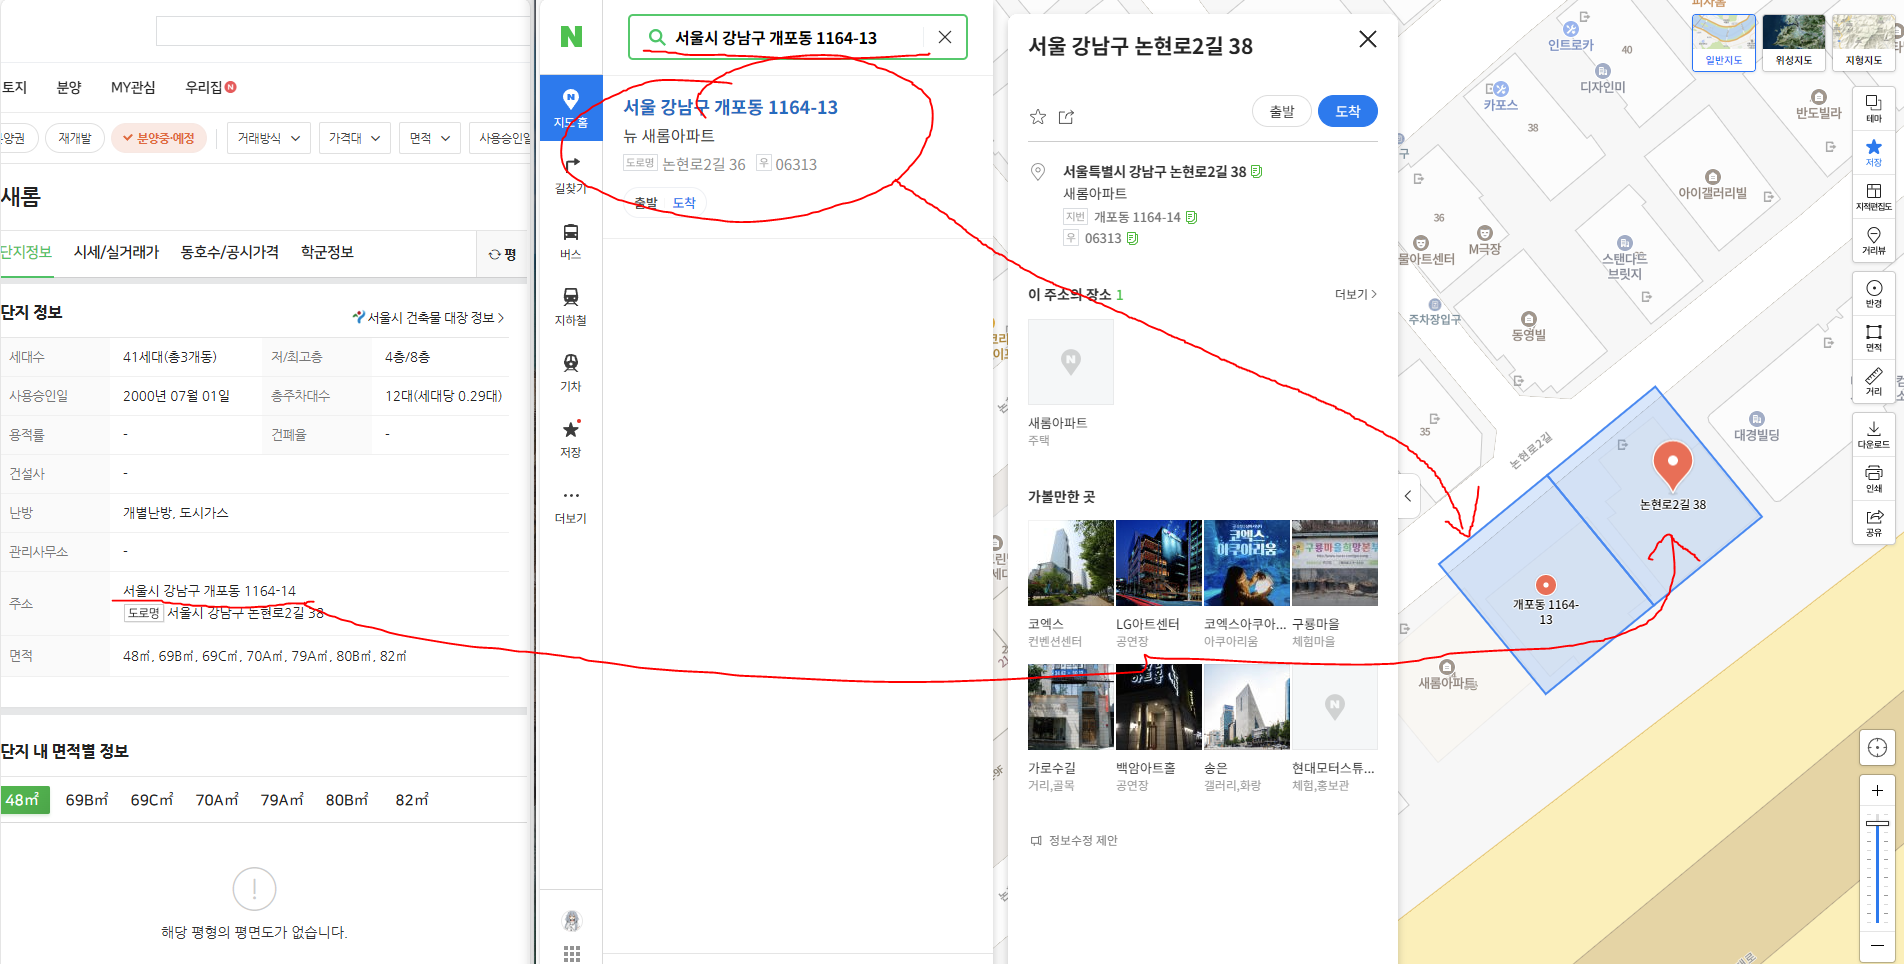 토지
분양
MY관심
우리집
N
분양권
재개발
분양중·예정
거래방식
가격대
면적
사용승인일
새롬
단지정보
시세/실거래가
동호수/공시가격
학군정보
평
단지 정보
서울시 건축물 대장 정보
세대수
41세대(총3개동)
저/최고층
4층/8층
사용승인일
2000년 07월 01일
총주차대수
12대(세대당 0.29대)
용적률
-
건폐율
-
건설사
-
난방
개별난방, 도시가스
관리사무소
-
주소
서울시 강남구 개포동 1164-14
도로명 서울시 강남구 논현로2길 38
면적
48㎡, 69B㎡, 69C㎡, 70A㎡, 79A㎡, 80B㎡, 82㎡
단지 내 면적별 정보
48㎡
69B㎡
69C㎡
70A㎡
79A㎡
80B㎡
82㎡
해당 평형의 평면도가 없습니다.
N
지도 홈
길찾기
버스
지하철
기차
저장
더보기
서울시 강남구 개포동 1164-13
서울 강남구 개포동 1164-13
뉴 새롬아파트
도로명 논현로2길 36 우 06313
출발
도착
서울 강남구 논현로2길 38
출발
도착
서울특별시 강남구 논현로2길 38
새롬아파트
지번 개포동 1164-14
우 06313
이 주소의 장소 1
더보기
N
새롬아파트
주택
가볼만한 곳
코엑스
아쿠아리움
구룡마을희망본부
코엑스
컨벤션센터
LG아트센터
공연장
코엑스아쿠아...
아쿠아리움
구룡마을
체험마을
N
가로수길
거리,골목
백암아트홀
공연장
송은
갤러리,화랑
현대모터스튜...
체험,홍보관
정보수정 제안
인트로카
40
디자인미
카포스
38
반도빌라
아이갤러리빌
36
M극장
물아트센터
스탠다드
브릿지
주차장입구
동영빌
35
대경빌딩
논현로2길
논현로2길 38
개포동 1164-
13
새롬아파트
일반지도
위성지도
지형지도
테마
저장
지적편집도
거리뷰
반경
면적
거리
다운로드
인쇄
공유